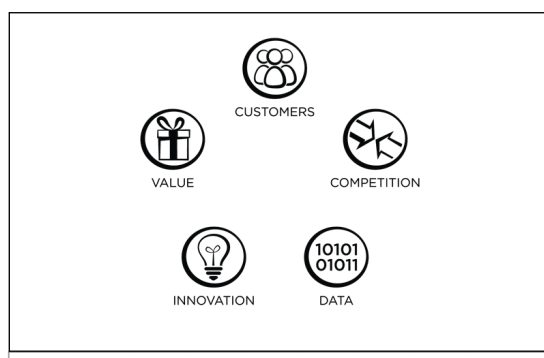 CUSTOMERS
VALUE
COMPETITION
10101
01011
INNOVATION
DATA